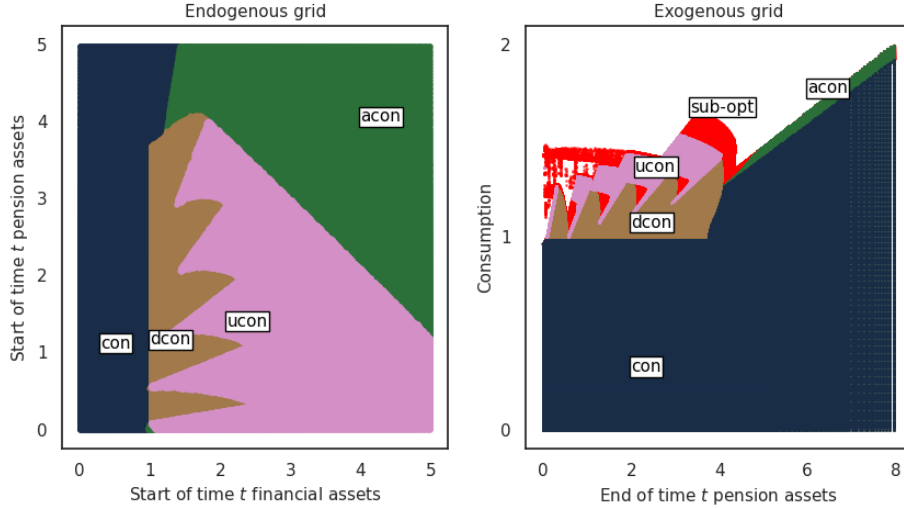 Endogenous grid
5
4
3
2
1
0
0 1 2 3 4 5
Start of time t pension assets
Start of time t financial assets
acon
ucon
con
dcon
Exogenous grid
2
1
0
0 2 4 6 8
Consumption
End of time t pension assets
sub-opt
acon
ucon
dcon
con